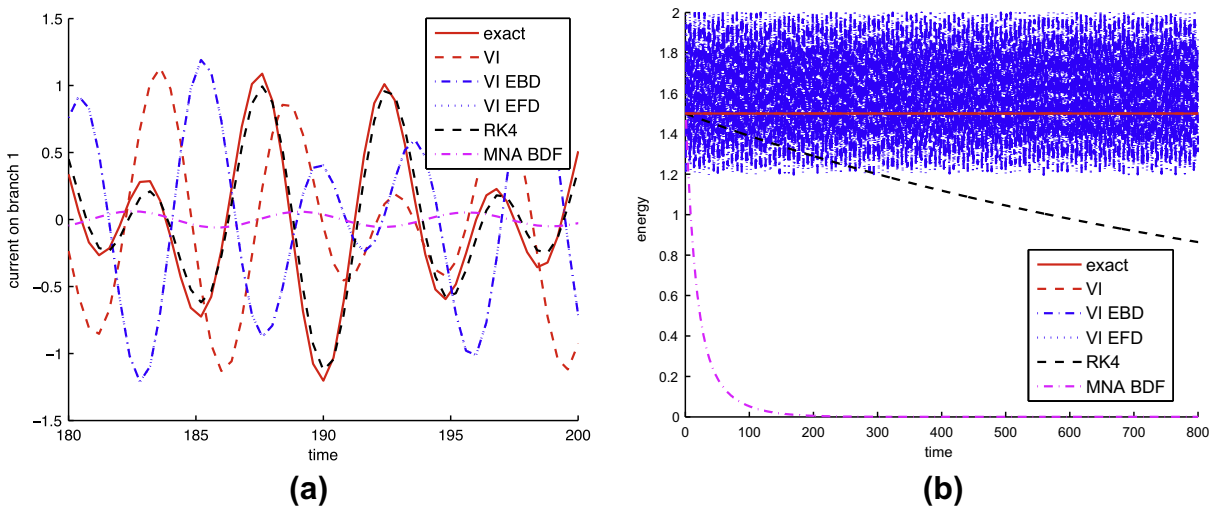 1.5
1
0.5
0
−0.5
−1
−1.5
current on branch 1
180
185
190
195
200
time
exact
VI
VI EBD
VI EFD
RK4
MNA BDF
(a)
2
1.8
1.6
1.4
1.2
1
0.8
0.6
0.4
0.2
0
energy
0
100
200
300
400
500
600
700
800
time
exact
VI
VI EBD
VI EFD
RK4
MNA BDF
(b)